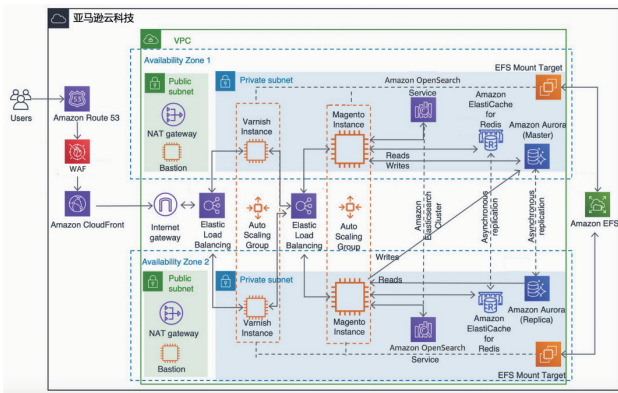 亚马逊云科技
VPC
Availability Zone 1
EFS Mount Target
Public
subnet
Private subnet
Amazon OpenSearch
Service
Amazon
ElastiCache
for
Redis
Amazon Aurora
(Master)
Users
53
Amazon Route 53
NAT gateway
Bastion
Varnish
Instance
Magento
Instance
R
Reads
Writes
WAF
Amazon CloudFront
Internet
gateway
Elastic
Load
Balancing
Auto
Scaling
Group
Elastic
Load
Balancing
Auto
Scaling
Group
Amazon
Elasticsearch
Cluster
Asynchronous
replication
Asynchronous
replication
Amazon EFS
Writes
Availability Zone 2
Public
subnet
Private subnet
Reads
NAT gateway
Bastion
Varnish
Instance
Magento
Instance
Amazon OpenSearch
Service
R
Amazon
ElastiCache
for
Redis
Amazon Aurora
(Replica)
EFS Mount Target